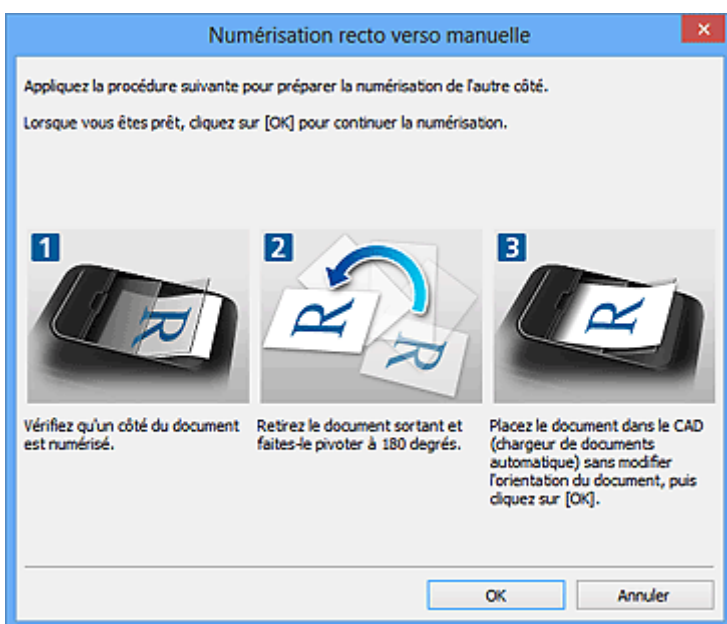 Numérisation recto verso manuelle
Appliquez la procédure suivante pour préparer la numérisation de l'autre côté.
Lorsque vous êtes prêt, cliquez sur [OK] pour continuer la numérisation.
1
R
Vérifiez qu'un côté du document
est numérisé.
2
R
R
Retirez le document sortant et
faites-le pivoter à 180 degrés.
3
R
Placez le document dans le CAD
(chargeur de documents
automatique) sans modifier
l'orientation du document, puis
cliquez sur [OK].
OK
Annuler